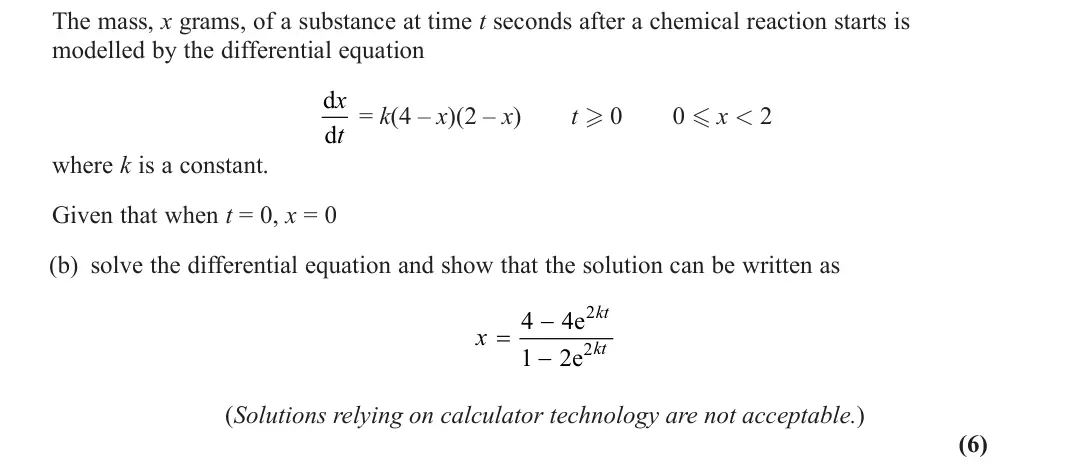 The mass, x grams, of a substance at time t seconds after a chemical reaction starts is
modelled by the differential equation
dx/dt = k(4 – x)(2 – x)   t ⩾ 0   0 ⩽ x < 2
where k is a constant.
Given that when t = 0, x = 0
(b) solve the differential equation and show that the solution can be written as
x = (4 – 4e^{2kt})/(1 – 2e^{2kt})
(Solutions relying on calculator technology are not acceptable.)
(6)